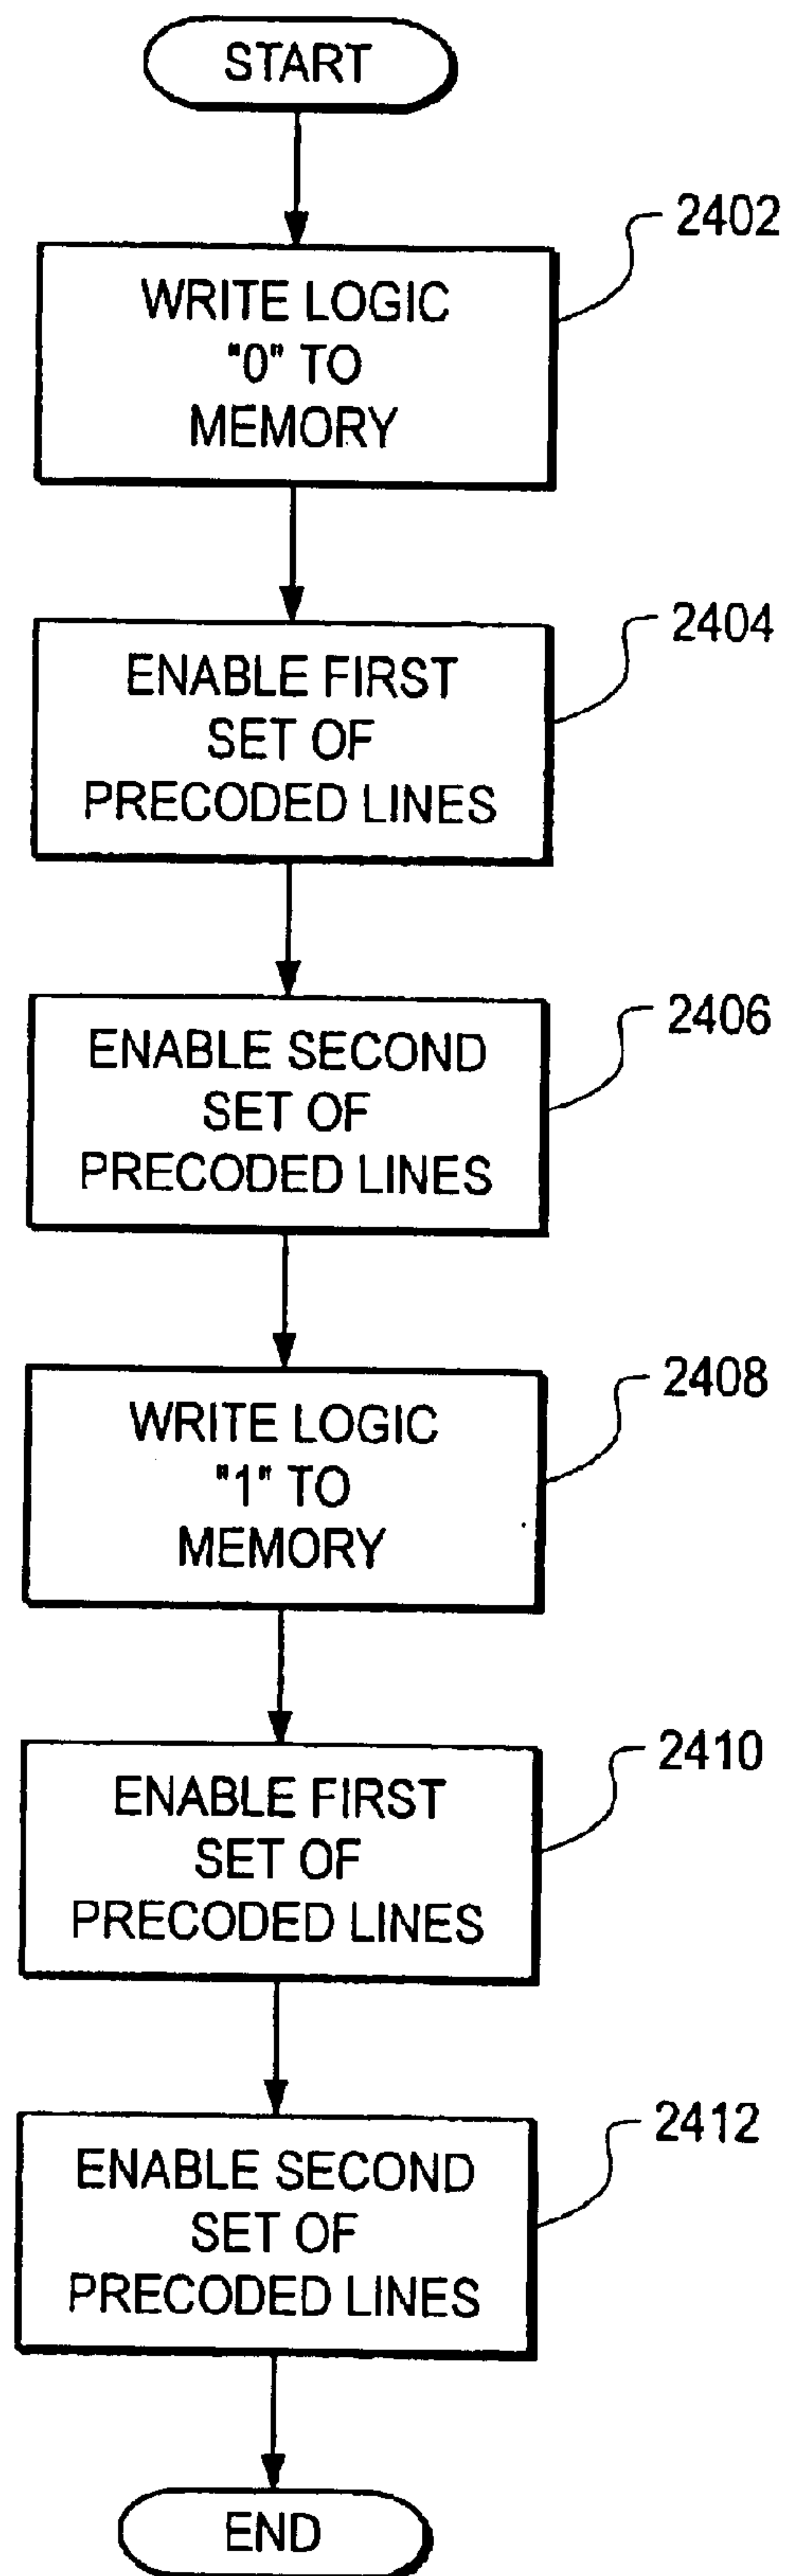 START
2402
WRITE LOGIC
"0" TO
MEMORY
2404
ENABLE FIRST
SET OF
PRECODED LINES
2406
ENABLE SECOND
SET OF
PRECODED LINES
2408
WRITE LOGIC
"1" TO
MEMORY
2410
ENABLE FIRST
SET OF
PRECODED LINES
2412
ENABLE SECOND
SET OF
PRECODED LINES
END